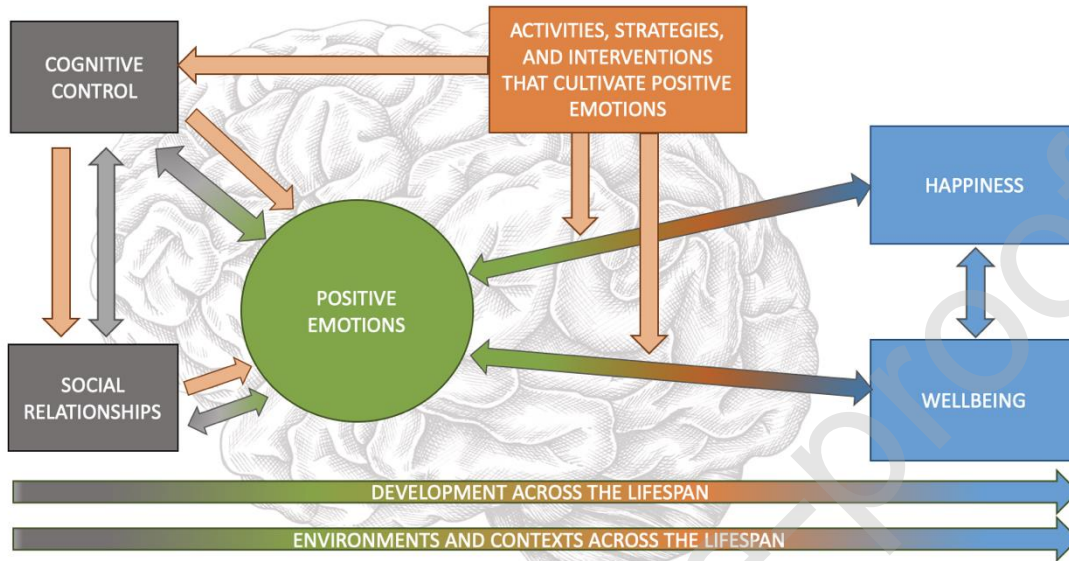 COGNITIVE
CONTROL
ACTIVITIES, STRATEGIES,
AND INTERVENTIONS
THAT CULTIVATE POSITIVE
EMOTIONS
HAPPINESS
POSITIVE
EMOTIONS
SOCIAL
RELATIONSHIPS
WELLBEING
DEVELOPMENT ACROSS THE LIFESPAN
ENVIRONMENTS AND CONTEXTS ACROSS THE LIFESPAN